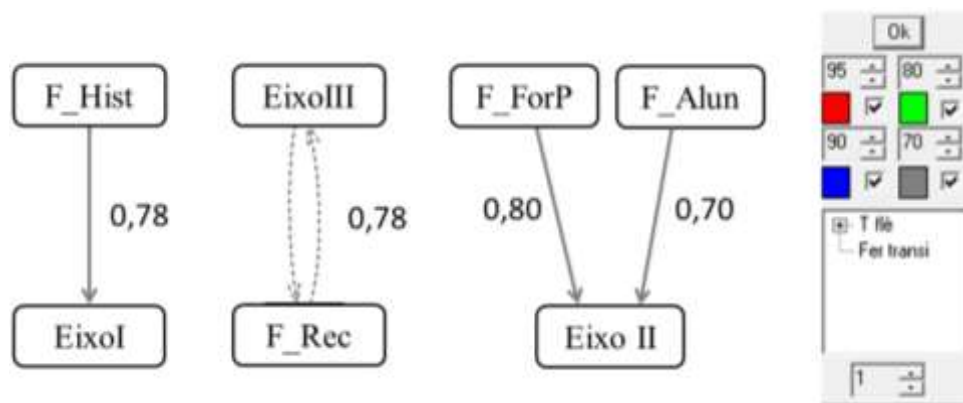 Ok
95 80
F_Hist EixoIII F_ForP F_Alun
90 70
0,78 0,78 0,80 0,70
T flè
Fer transi
EixoI F_Rec Eixo II
1